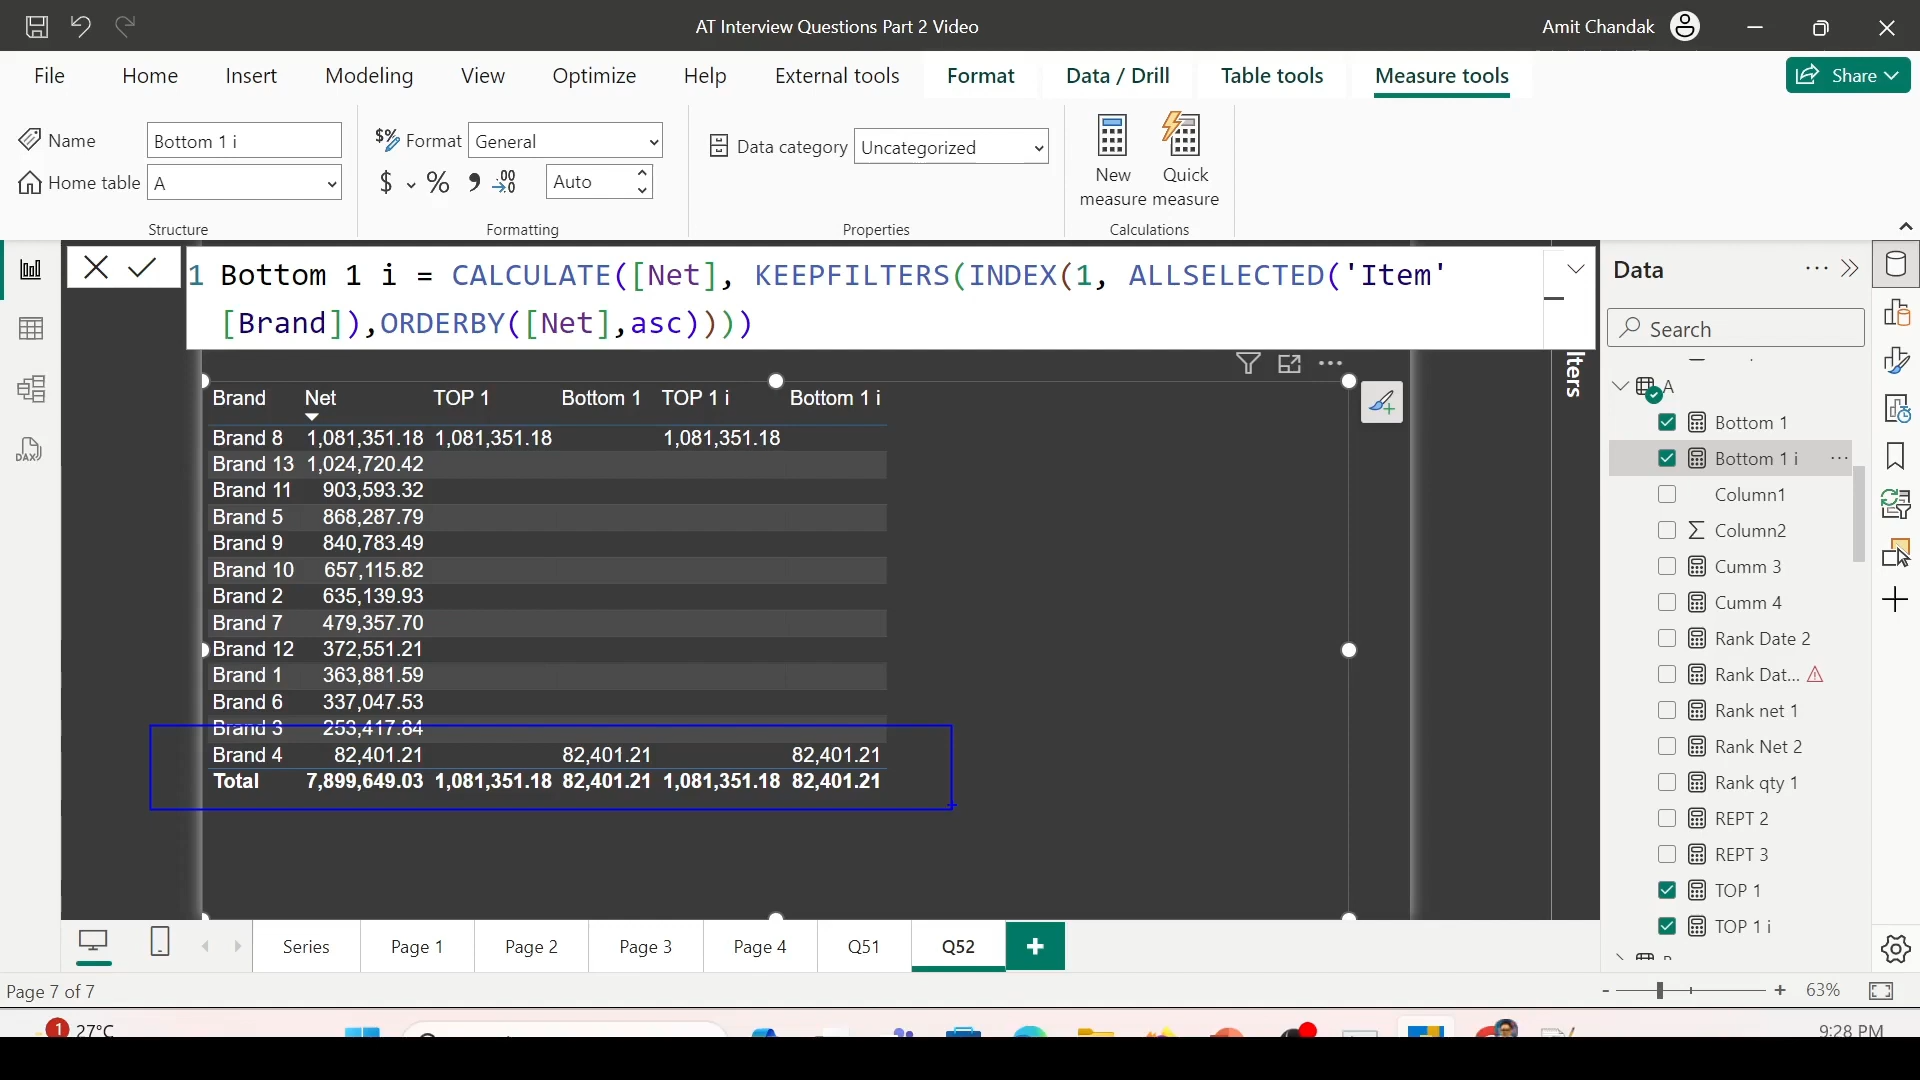 AT Interview Questions Part 2 Video
Amit Chandak
File Home Insert Modeling View Optimize Help External tools Format Data / Drill Table tools Measure tools
Share
Name Bottom 1 i
Home table A
Structure
$% Format General
$ % Auto
Formatting
Data category Uncategorized
Properties
New measure
Quick measure
Calculations
1 Bottom 1 i = CALCULATE([Net], KEEPFILTERS(INDEX(1, ALLSELECTED('Item'
[Brand]),ORDERBY([Net],asc))))
Brand Net TOP 1 Bottom 1 TOP 1 i Bottom 1 i
Brand 8 1,081,351.18 1,081,351.18 1,081,351.18
Brand 13 1,024,720.42
Brand 11 903,593.32
Brand 5 868,287.79
Brand 9 840,783.49
Brand 10 657,115.82
Brand 2 635,139.93
Brand 7 479,357.70
Brand 12 372,551.21
Brand 1 363,881.59
Brand 6 337,047.53
Brand 3 253,417.84
Brand 4 82,401.21 82,401.21 82,401.21
Total 7,899,649.03 1,081,351.18 82,401.21 1,081,351.18 82,401.21
lters
Data
Search
A
Bottom 1
Bottom 1 i
Column1
Column2
Cumm 3
Cumm 4
Rank Date 2
Rank Dat...
Rank net 1
Rank Net 2
Rank qty 1
REPT 2
REPT 3
TOP 1
TOP 1 i
DAX
Series Page 1 Page 2 Page 3 Page 4 Q51 Q52
Page 7 of 7
63%
1
27°C
9:28 PM